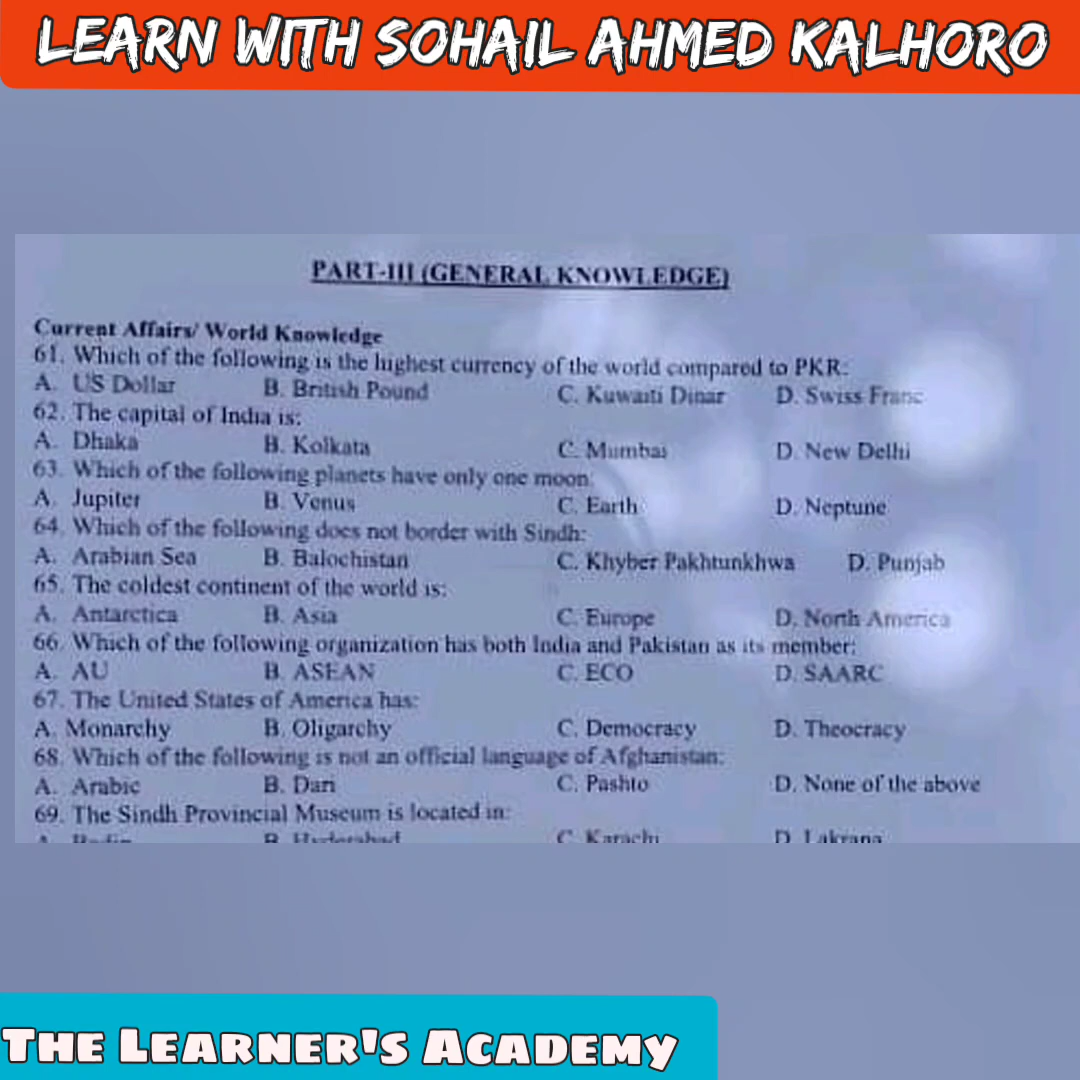 LEARN WITH SOHAIL AHMED KALHORO
PART-III (GENERAL KNOWLEDGE)
Current Affairs/ World Knowledge
61. Which of the following is the highest currency of the world compared to PKR:
A. US Dollar B. British Pound C. Kuwaiti Dinar D. Swiss Franc
62. The capital of India is:
A. Dhaka B. Kolkata C. Mumbai D. New Delhi
63. Which of the following planets have only one moon:
A. Jupiter B. Venus C. Earth D. Neptune
64. Which of the following does not border with Sindh:
A. Arabian Sea B. Balochistan C. Khyber Pakhtunkhwa D. Punjab
65. The coldest continent of the world is:
A. Antarctica B. Asia C. Europe D. North America
66. Which of the following organization has both India and Pakistan as its member:
A. AU B. ASEAN C. ECO D. SAARC
67. The United States of America has:
A. Monarchy B. Oligarchy C. Democracy D. Theocracy
68. Which of the following is not an official language of Afghanistan:
A. Arabic B. Dari C. Pashto D. None of the above
69. The Sindh Provincial Museum is located in:
A. Badin B. Hyderabad C. Karachi D. Lakrana
THE LEARNER'S ACADEMY